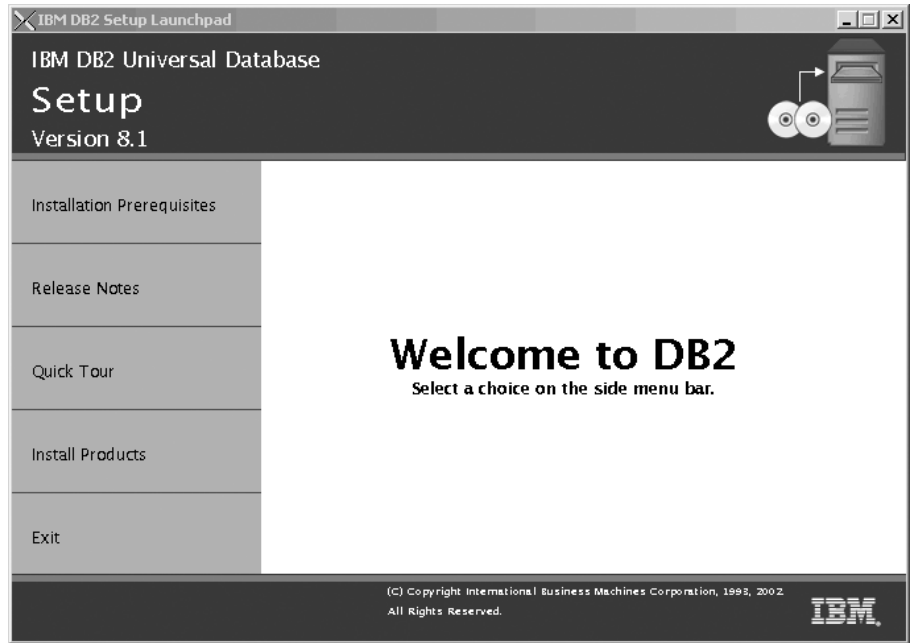 IBM DB2 Setup Launchpad
IBM DB2 Universal Database
Setup
Version 8.1
Installation Prerequisites
Release Notes
Quick Tour
Install Products
Exit
Welcome to DB2
Select a choice on the side menu bar.
(C) Copyright International Business Machines Corporation, 1993, 2002
All Rights Reserved.
IBM.